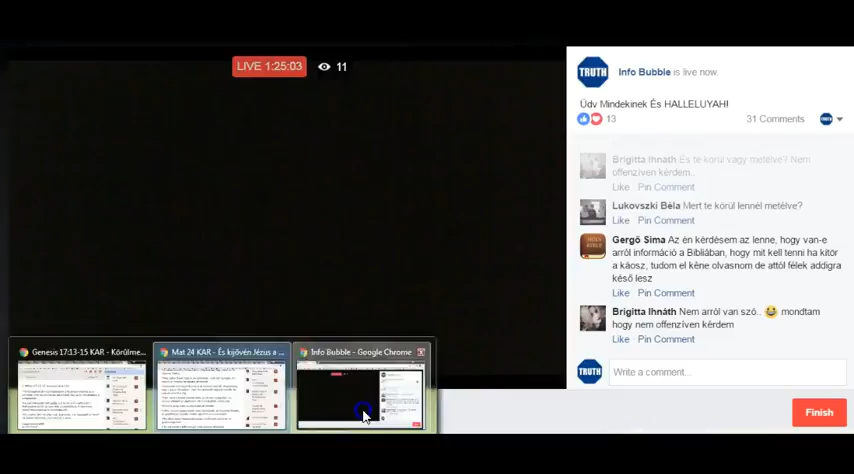 LIVE 1:25:03
11
TRUTH
Info Bubble is live now.
Üdv Mindekinek És HALLELUYAH!
13
31 Comments
Brigitta Ihnáth És te körül vagy metélve? Nem
offenzíven kérdem..
Like Pin Comment
Lukovszki Béla Mert te körül lennél metélve?
Like Pin Comment
Gergő Sima Az én kérdésem az lenne, hogy van-e
arról információ a Bibliában, hogy mit kell tenni ha kitör
a káosz, tudom el kéne olvasnom de attól félek addigra
késő lesz
Like Pin Comment
Brigitta Ihnáth Nem arról van szó.. 😅 mondtam
hogy nem offenzíven kérdem
Like Pin Comment
Write a comment...
Finish
Genesis 17:13-15 KAR - Körülme...
Mat 24 KAR - És kijövén Jézus a ...
Info Bubble - Google Chrome